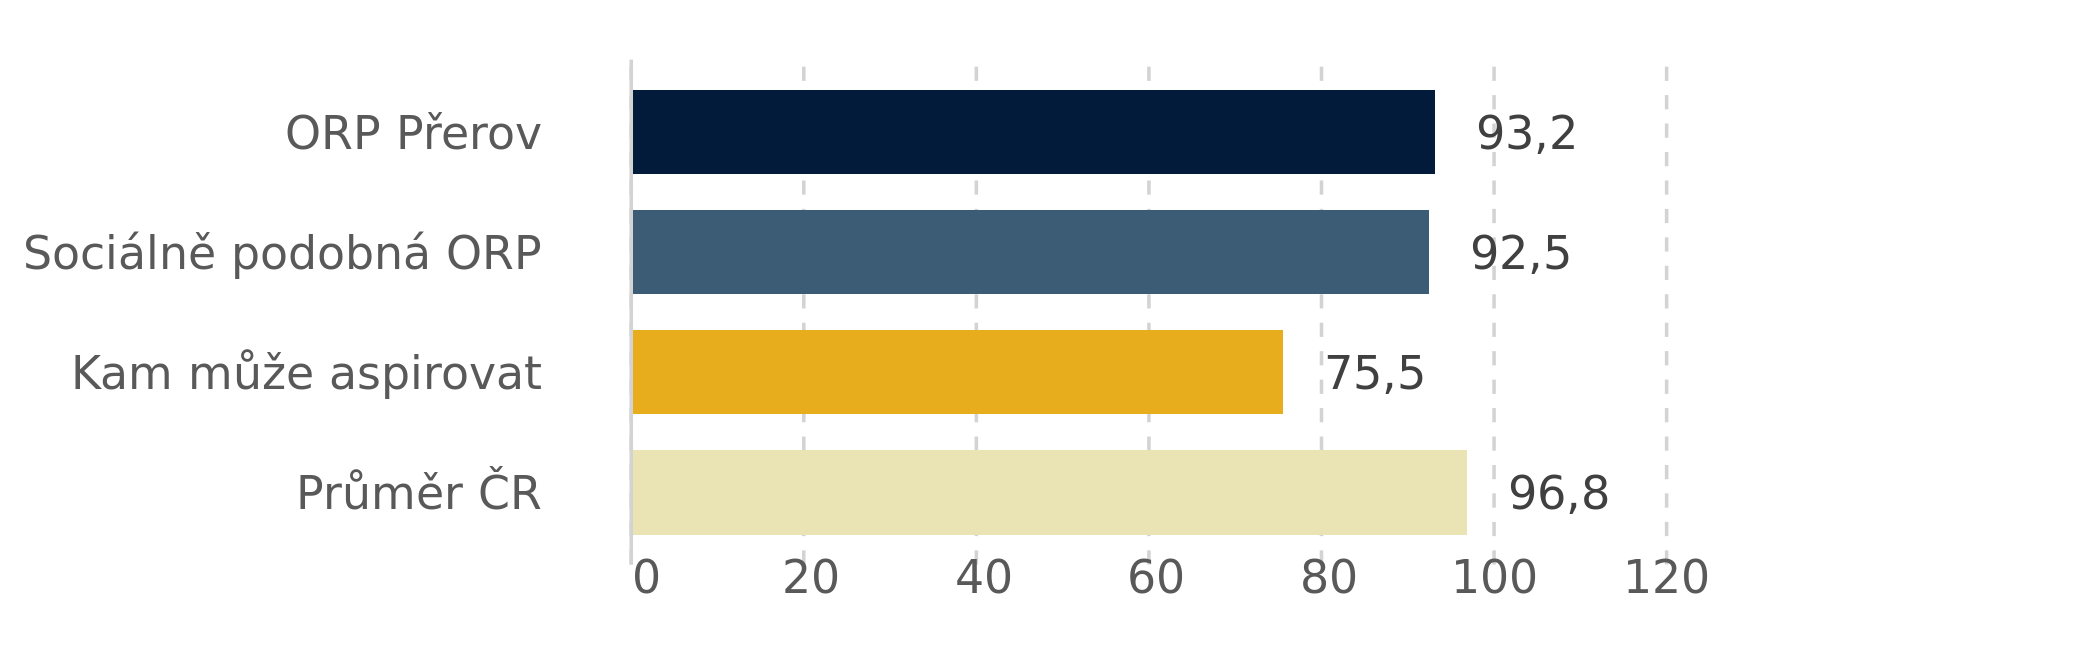 ORP Přerov 93,2
Sociálně podobná ORP 92,5
Kam může aspirovat 75,5
Průměr ČR 96,8
0 20 40 60 80 100 120